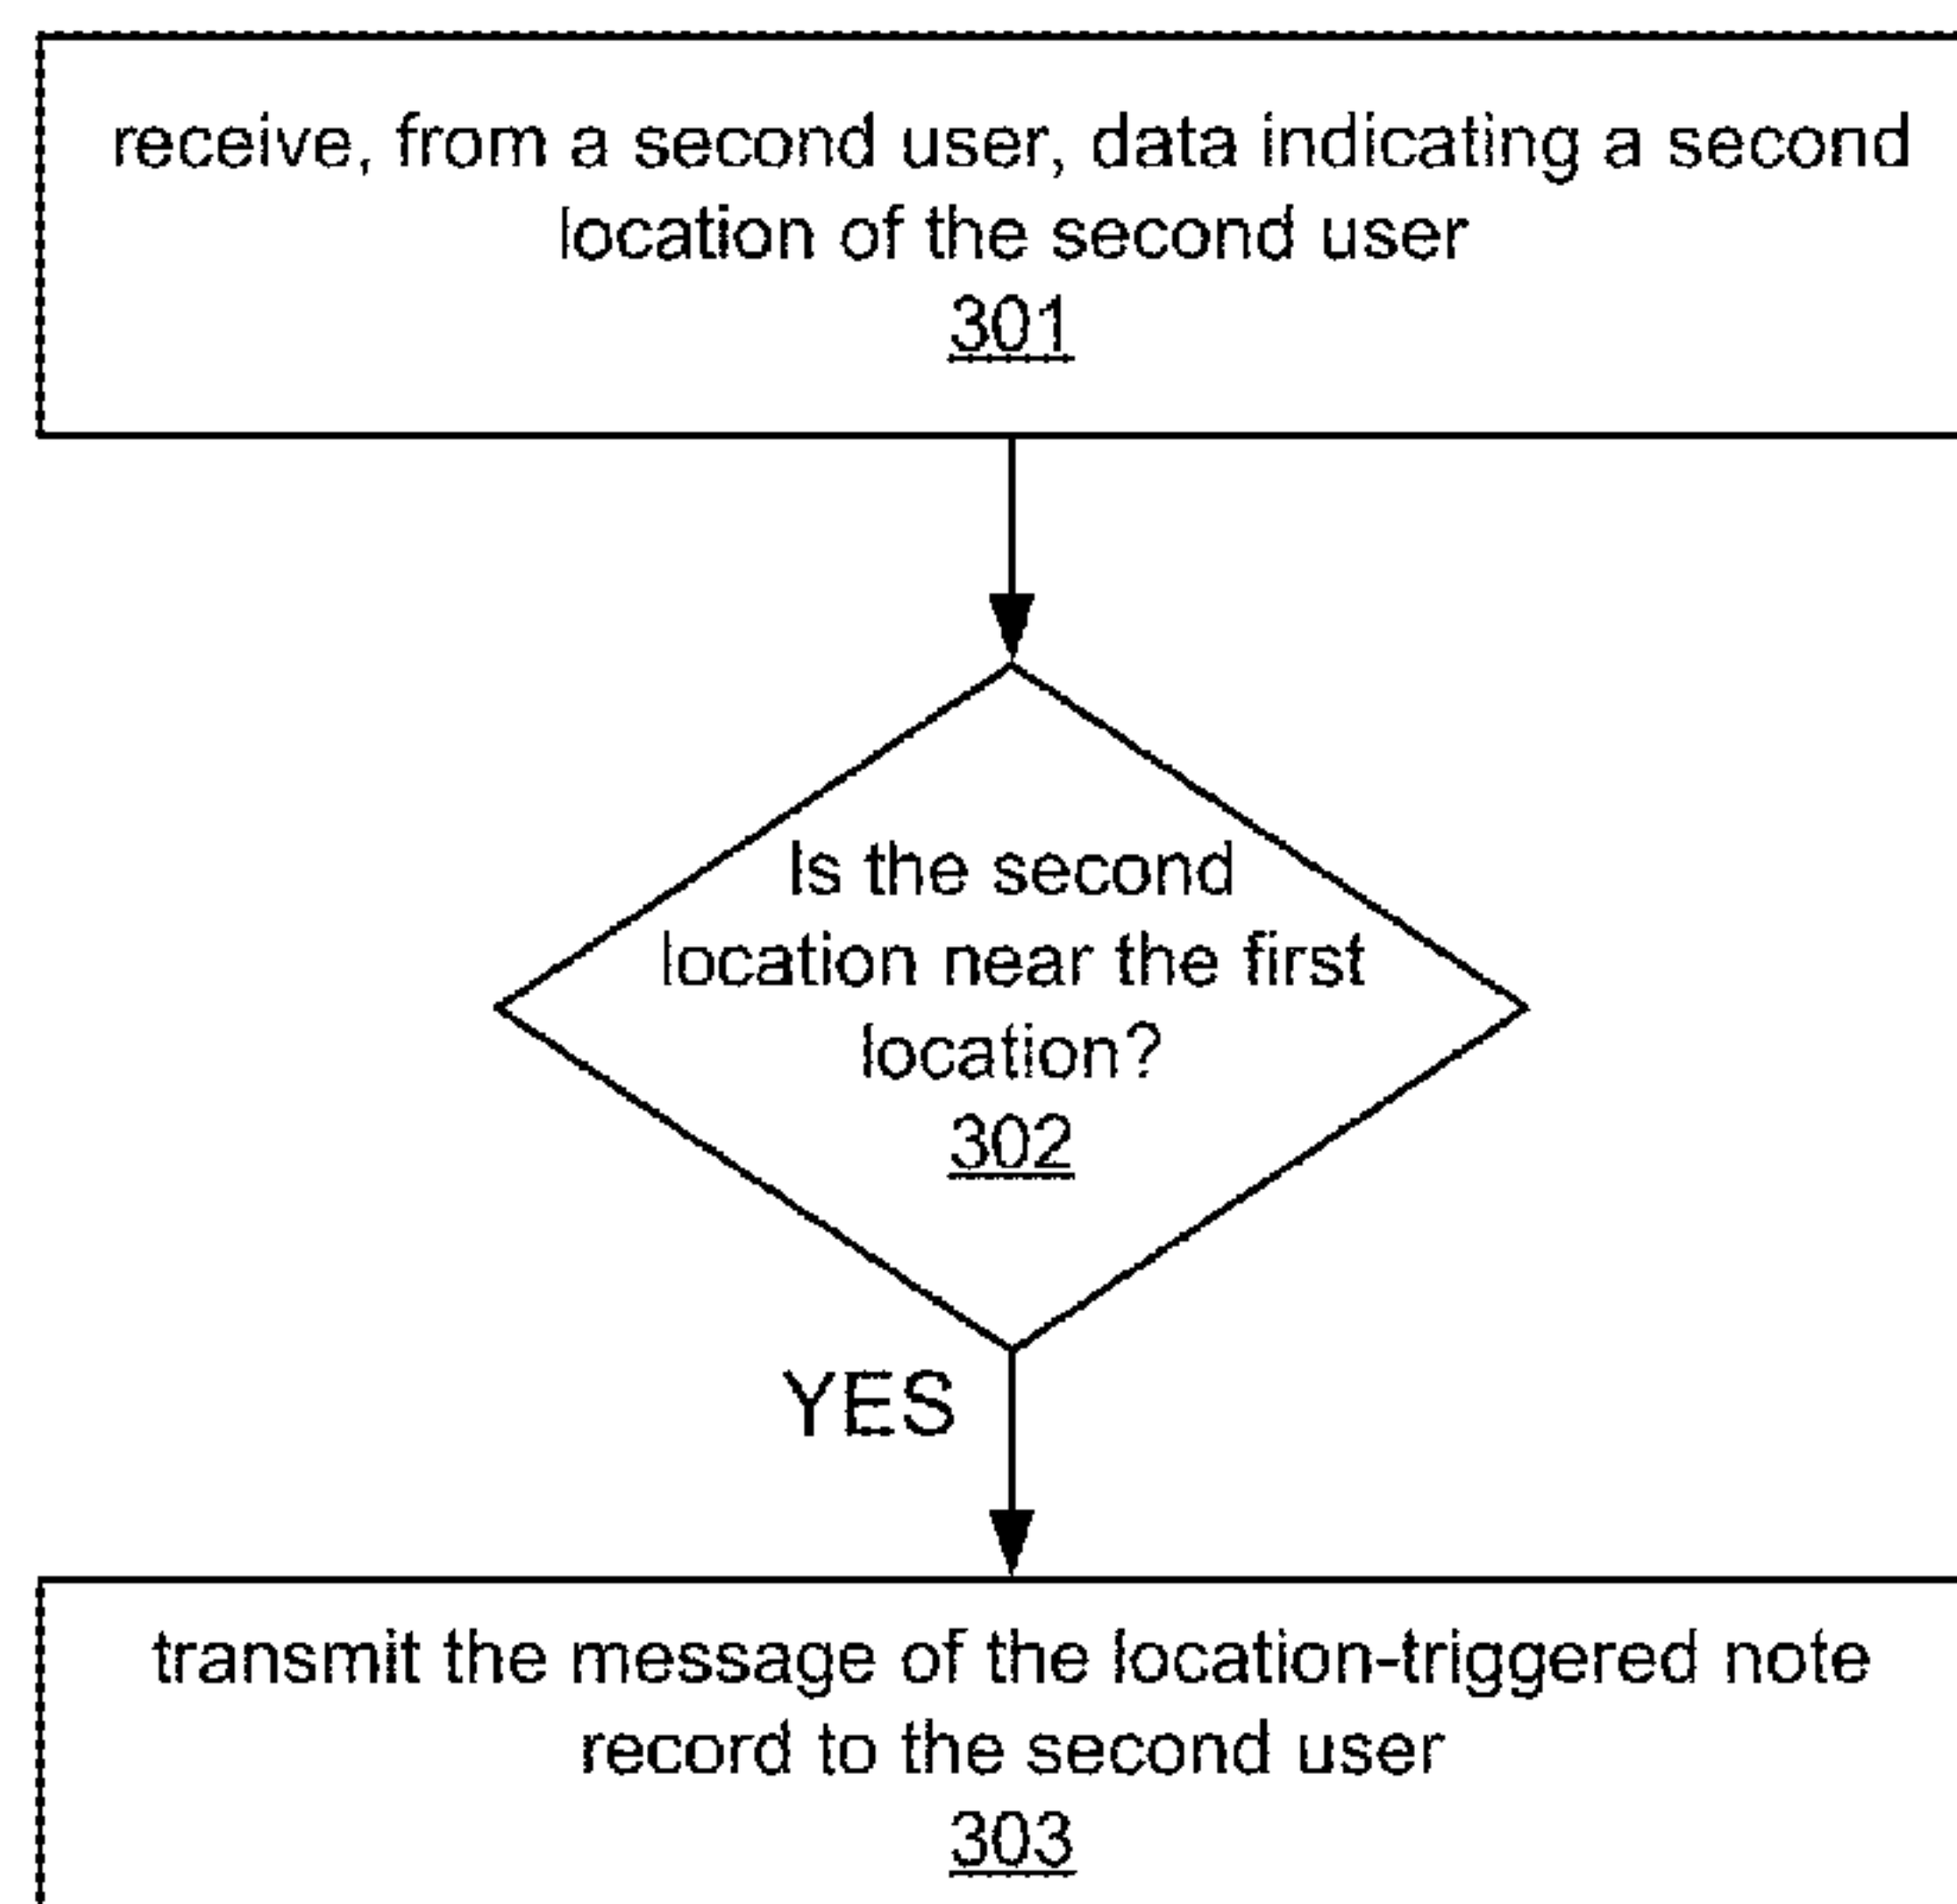 receive, from a second user, data indicating a second
location of the second user
301
Is the second
location near the first
location?
302
YES
transmit the message of the location-triggered note
record to the second user
303